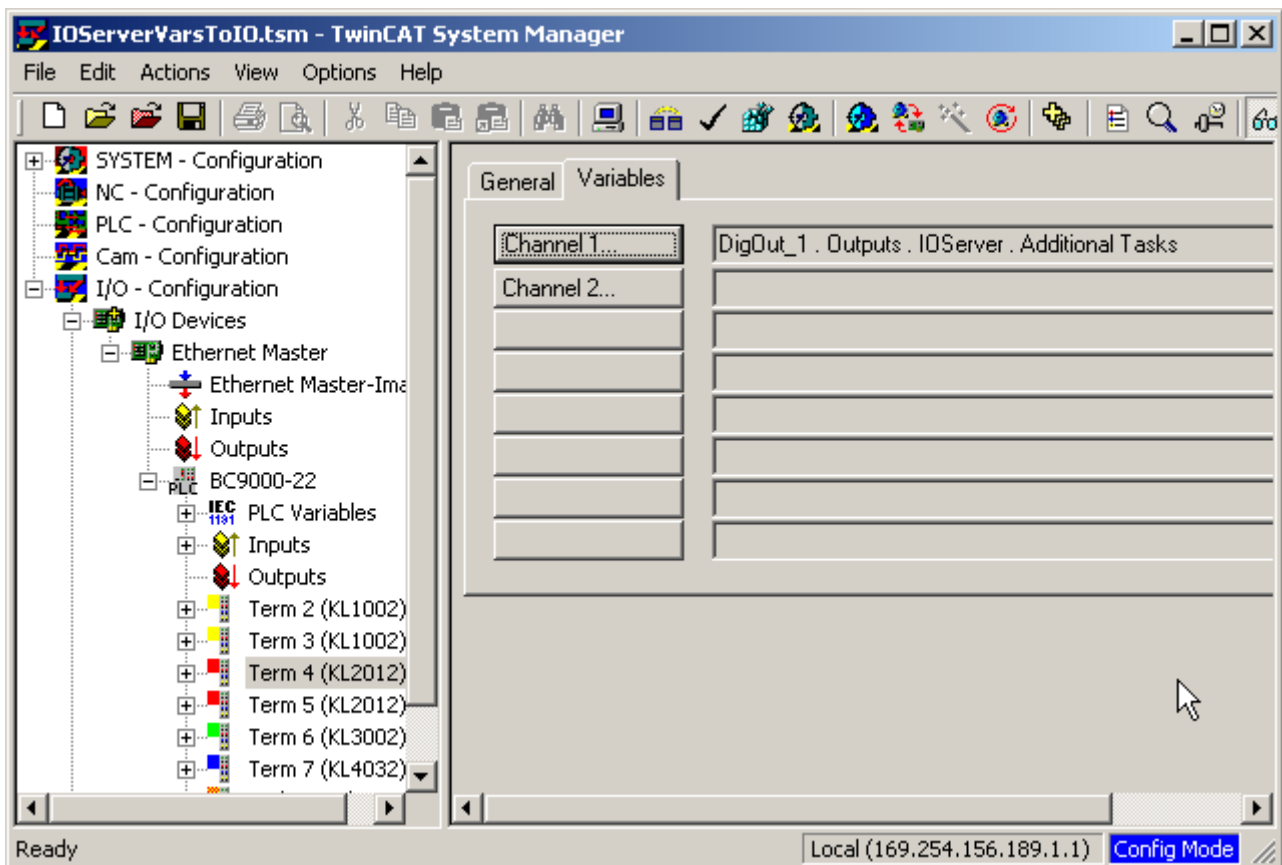 IOServerVarsToIO.tsm - TwinCAT System Manager
File Edit Actions View Options Help
SYSTEM - Configuration
NC - Configuration
PLC - Configuration
Cam - Configuration
I/O - Configuration
I/O Devices
Ethernet Master
Ethernet Master-Ima
Inputs
Outputs
PLC BC9000-22
IEC 1131 PLC Variables
Inputs
Outputs
Term 2 (KL1002)
Term 3 (KL1002)
Term 4 (KL2012)
Term 5 (KL2012)
Term 6 (KL3002)
Term 7 (KL4032)
General Variables
Channel 1... DigOut_1 . Outputs . IOServer . Additional Tasks
Channel 2...
Ready Local (169.254.156.189.1.1) Config Mode